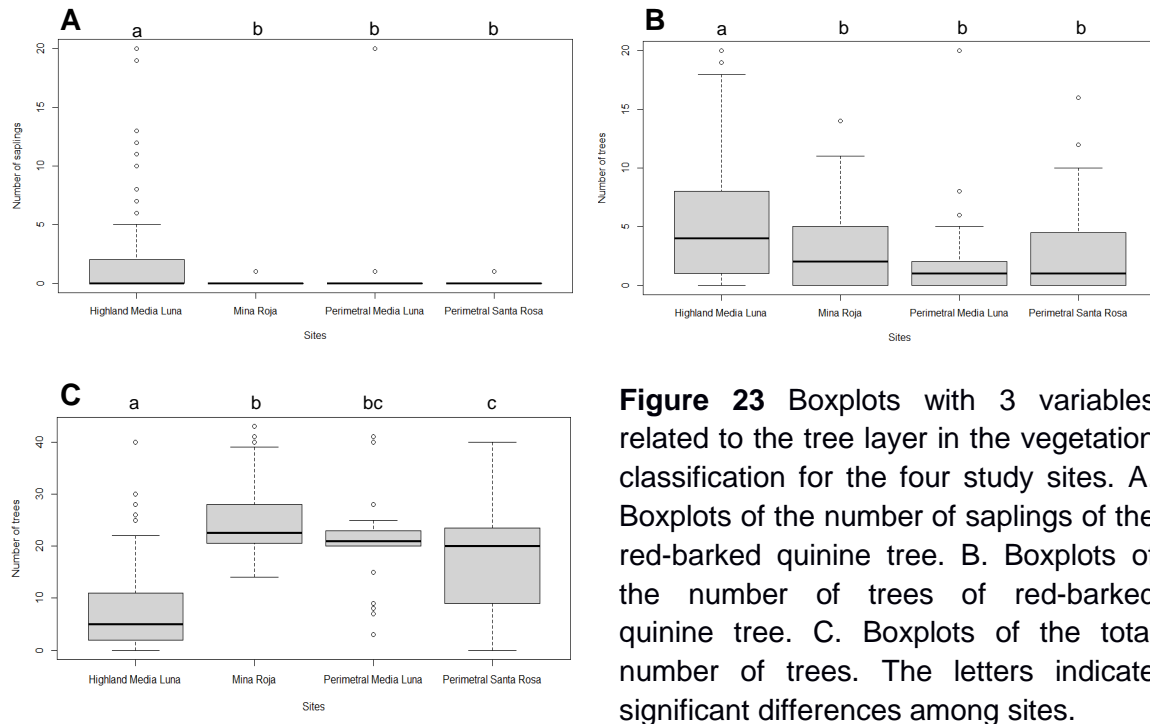 A
a b b b
Number of saplings
20
15
10
5
0
Highland Media Luna Mina Roja Perimetral Media Luna Perimetral Santa Rosa
Sites
B
a b b b
Number of trees
20
15
10
5
0
Highland Media Luna Mina Roja Perimetral Media Luna Perimetral Santa Rosa
Sites
C
a b bc c
Number of trees
40
30
20
10
0
Highland Media Luna Mina Roja Perimetral Media Luna Perimetral Santa Rosa
Sites
Figure 23 Boxplots with 3 variables
related to the tree layer in the vegetation
classification for the four study sites. A
Boxplots of the number of saplings of the
red-barked quinine tree. B. Boxplots of
the number of trees of red-barked
quinine tree. C. Boxplots of the tota
number of trees. The letters indicate
significant differences among sites.